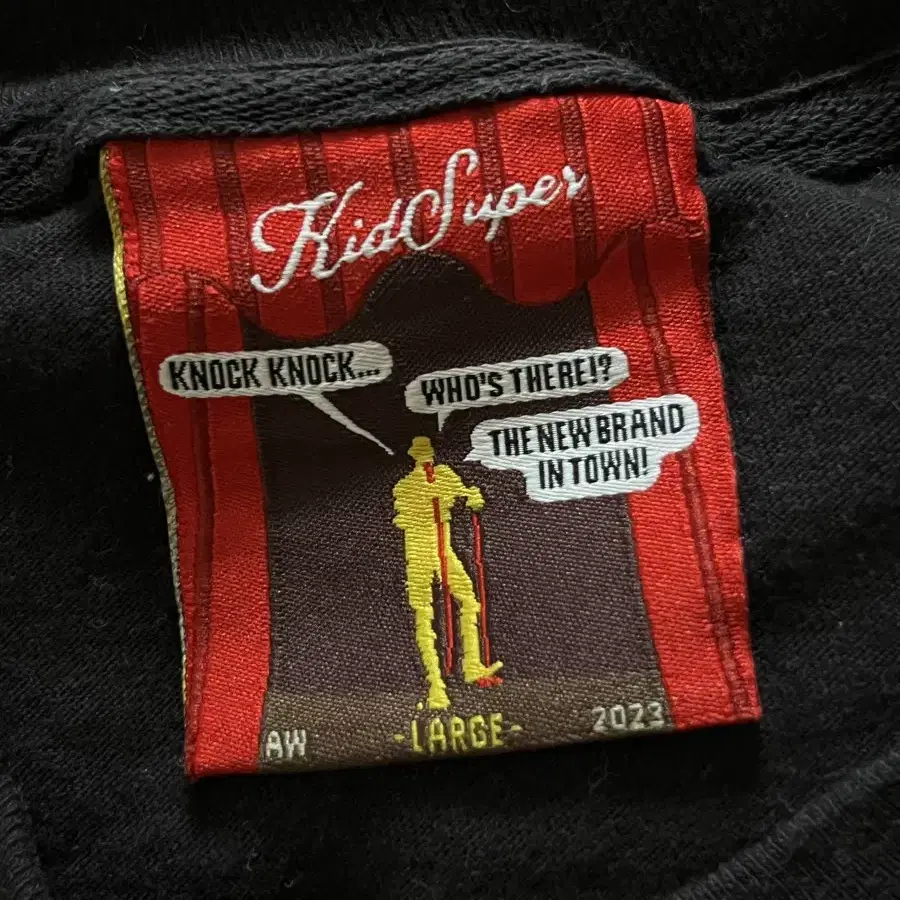 KidSuper
KNOCK KNOCK...
WHO'S THERE!?
THE NEW BRAND
IN TOWN!
AW
-LARGE-
2023